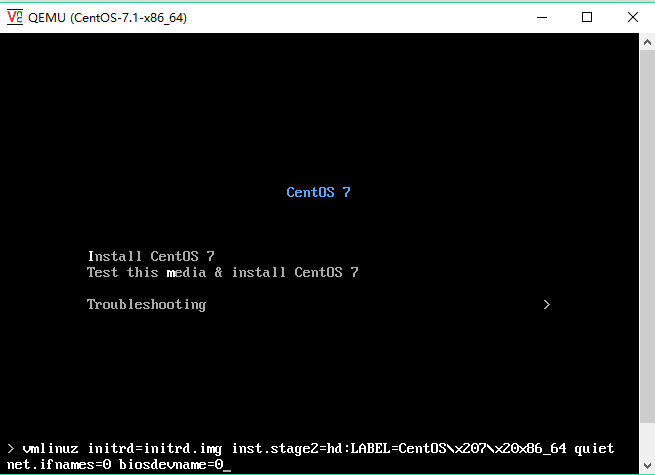 QEMU (CentOS-7.1-x86_64)
CentOS 7
Install CentOS 7
Test this media & install CentOS 7
Troubleshooting >
> vmlinuz initrd=initrd.img inst.stage2=hd:LABEL=CentOS\x207\x20x86_64 quiet
net.ifnames=0 biosdevname=0_